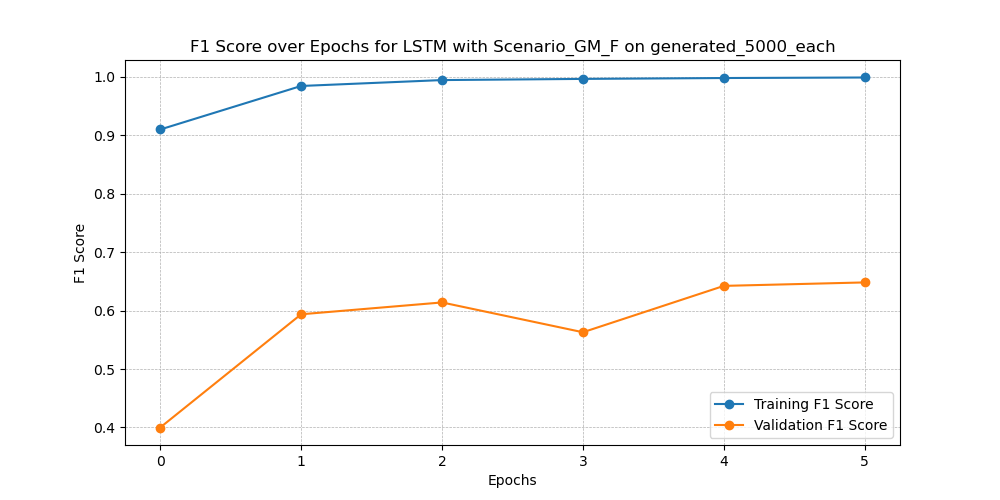 F1 Score over Epochs for LSTM with Scenario_GM_F on generated_5000_each
F1 Score
1.0
0.9
0.8
0.7
0.6
0.5
0.4
Training F1 Score
Validation F1 Score
0 1 2 3 4 5
Epochs